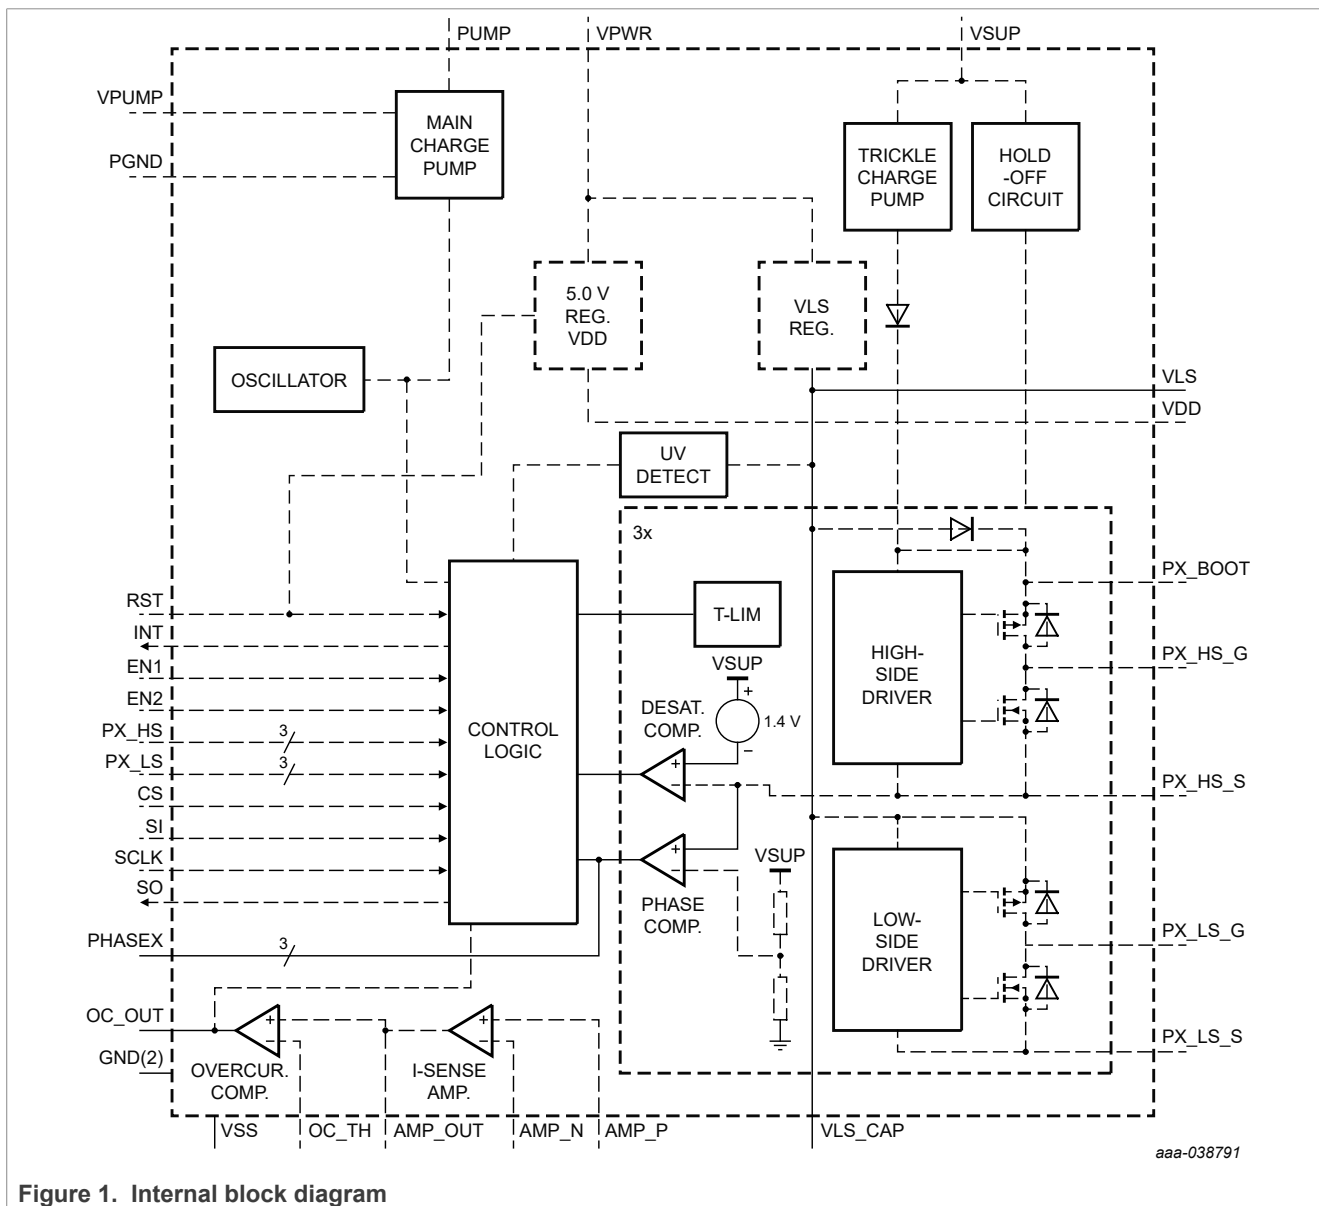 PUMP
VPWR
VSUP
VPUMP
PGND
MAIN
CHARGE
PUMP
TRICKLE
CHARGE
PUMP
HOLD
-OFF
CIRCUIT
5.0 V
REG.
VDD
VLS
REG.
OSCILLATOR
VLS
VDD
UV
DETECT
3x
PX_BOOT
RST
INT
EN1
EN2
PX_HS
3
PX_LS
3
CS
SI
SCLK
SO
PHASEX
3
CONTROL
LOGIC
T-LIM
VSUP
+
1.4 V
−
DESAT.
COMP.
+
−
+
−
PHASE
COMP.
VSUP
HIGH-
SIDE
DRIVER
PX_HS_G
PX_HS_S
LOW-
SIDE
DRIVER
PX_LS_G
PX_LS_S
OC_OUT
GND(2)
+
−
OVERCUR.
COMP.
+
−
I-SENSE
AMP.
VSS
OC_TH
AMP_OUT
AMP_N
AMP_P
VLS_CAP
aaa-038791
Figure 1. Internal block diagram